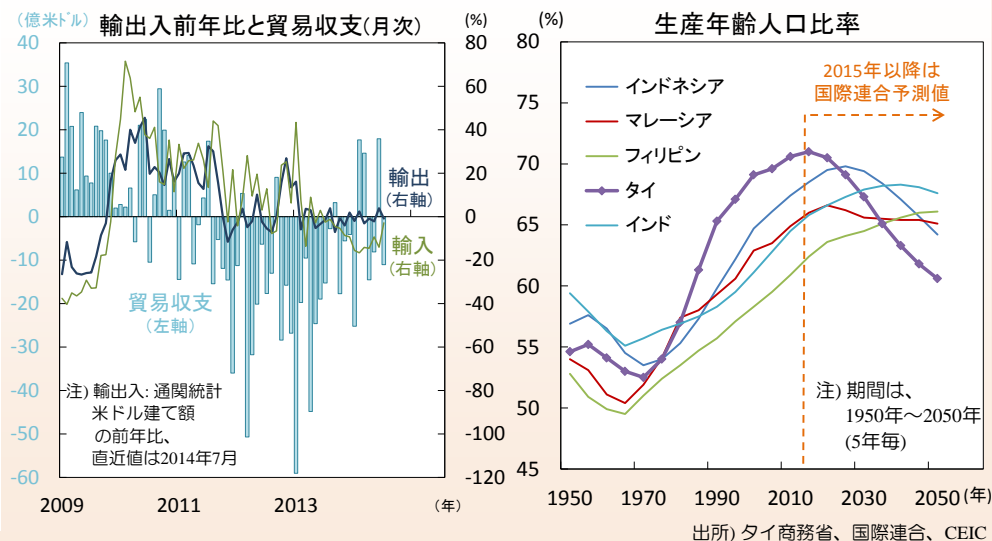 輸出入前年比と貿易収支(月次)
(億米ドル)
(%)
40
30
20
10
0
-10
-20
-30
-40
-50
-60
80
60
40
20
0
-20
-40
-60
-80
-100
-120
輸出
(右軸)
輸入
(右軸)
貿易収支
(左軸)
注) 輸出入: 通関統計
米ドル建て額
の前年比、
直近値は2014年7月
2009
2011
2013
(年)
生産年齢人口比率
(%)
80
75
70
65
60
55
50
45
インドネシア
マレーシア
フィリピン
タイ
インド
2015年以降は
国際連合予測値
注) 期間は、
1950年～2050年
(5年毎)
1950
1970
1990
2010
2030
2050
(年)
出所) タイ商務省、国際連合、CEIC